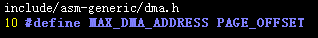 include/asm-generic/dma.h
10 #define MAX_DMA_ADDRESS PAGE_OFFSET